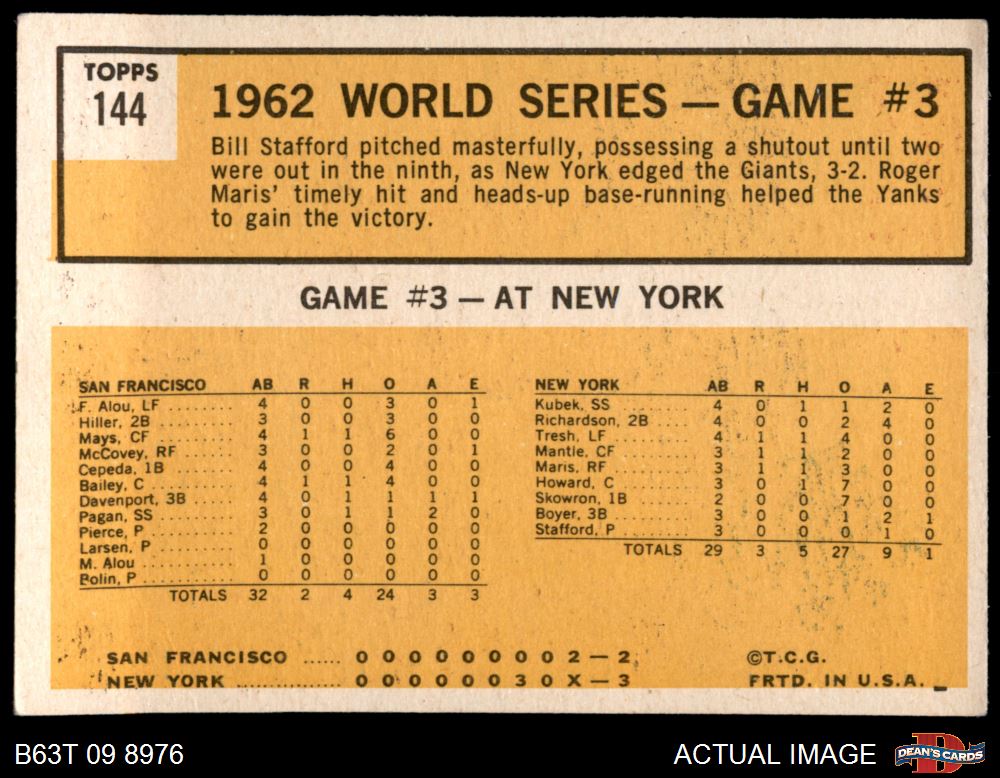 TOPPS
144
1962 WORLD SERIES — GAME #3
Bill Stafford pitched masterfully, possessing a shutout until two
were out in the ninth, as New York edged the Giants, 3-2. Roger
Maris' timely hit and heads-up base-running helped the Yanks
to gain the victory.
GAME #3 — AT NEW YORK
SAN FRANCISCO AB R H O A E
F. Alou, LF ........ 4 0 0 3 0 1
Hiller, 2B ......... 3 0 0 3 0 0
Mays, CF ......... 4 1 1 6 0 0
McCovey, RF ...... 3 0 0 2 0 1
Cepeda, 1B ....... 4 0 0 4 0 0
Bailey, C ......... 4 1 1 4 0 0
Davenport, 3B ..... 4 0 1 1 1 1
Pagan, SS ........ 3 0 1 1 2 0
Pierce, P ......... 2 0 0 0 0 0
Larsen, P ......... 0 0 0 0 0 0
M. Alou .......... 1 0 0 0 0 0
Bolin, P .......... 0 0 0 0 0 0
TOTALS 32 2 4 24 3 3
NEW YORK AB R H O A E
Kubek, SS ........ 4 0 1 1 2 0
Richardson, 2B .... 4 0 0 2 4 0
Tresh, LF ......... 4 1 1 4 0 0
Mantle, CF ....... 3 1 1 2 0 0
Maris, RF ........ 3 1 1 3 0 0
Howard, C ........ 3 0 1 7 0 0
Skowron, 1B ...... 2 0 0 7 0 0
Boyer, 3B ........ 3 0 0 1 2 1
Stafford, P ....... 3 0 0 0 1 0
TOTALS 29 3 5 27 9 1
SAN FRANCISCO ...... 0 0 0 0 0 0 0 0 2 — 2
NEW YORK .............. 0 0 0 0 0 0 3 0 X — 3
©T.C.G.
PRTD. IN U.S.A.
B63T 09 8976
ACTUAL IMAGE
DEAN'S CARDS